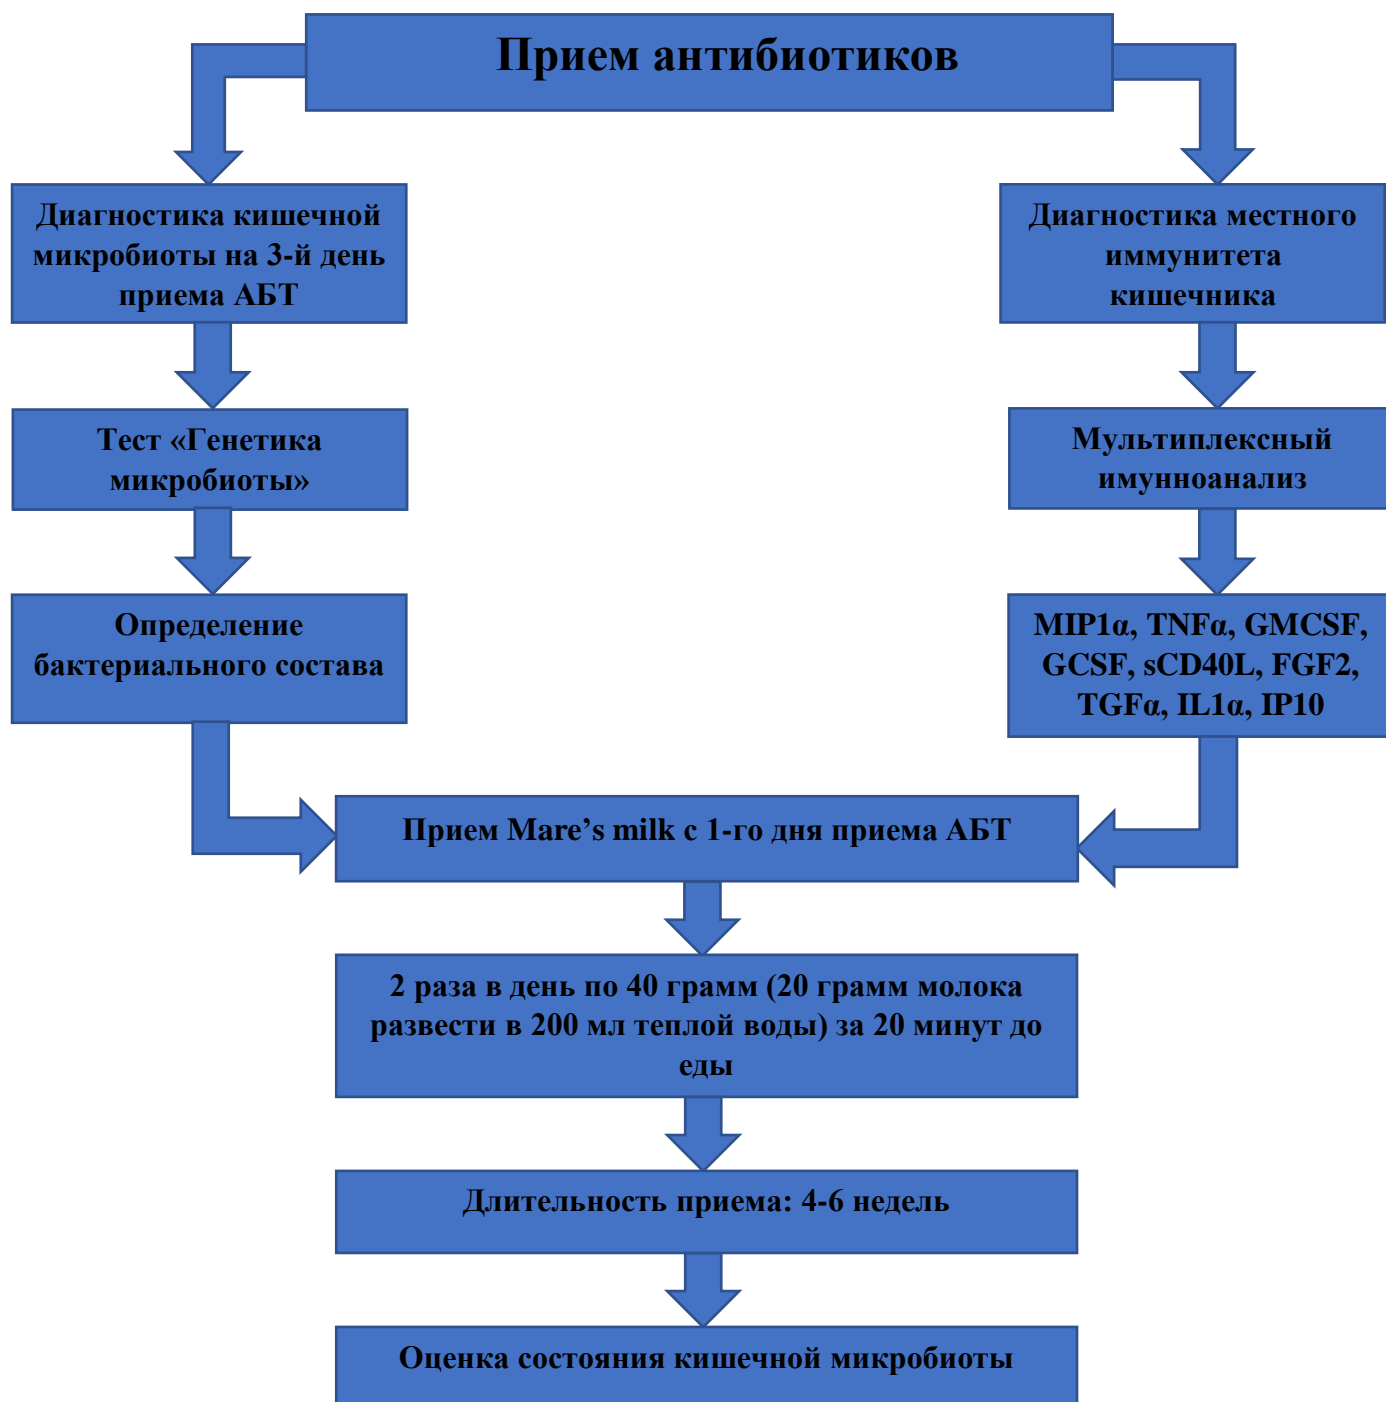 Прием антибиотиков
Диагностика кишечной
микробиоты на 3-й день
приема АБТ
Диагностика местного
иммунитета
кишечника
Тест «Генетика
микробиоты»
Мультиплексный
имунноанализ
Определение
бактериального состава
MIP1α, TNFα, GMCSF,
GCSF, sCD40L, FGF2,
TGFα, IL1α, IP10
Прием Mare’s milk с 1-го дня приема АБТ
2 раза в день по 40 грамм (20 грамм молока
развести в 200 мл теплой воды) за 20 минут до
еды
Длительность приема: 4-6 недель
Оценка состояния кишечной микробиоты